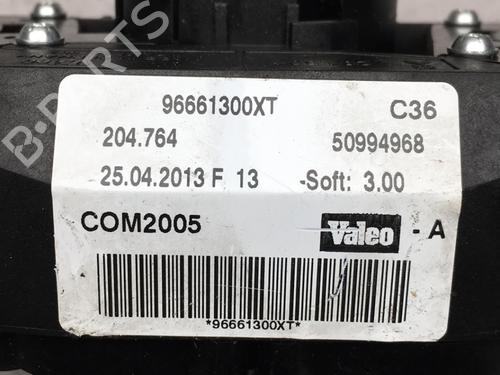 96661300XT C36
204.764 50994968
25.04.2013 F 13 -Soft: 3.00
COM2005 Valeo - A
*96661300XT*
B-PARTS